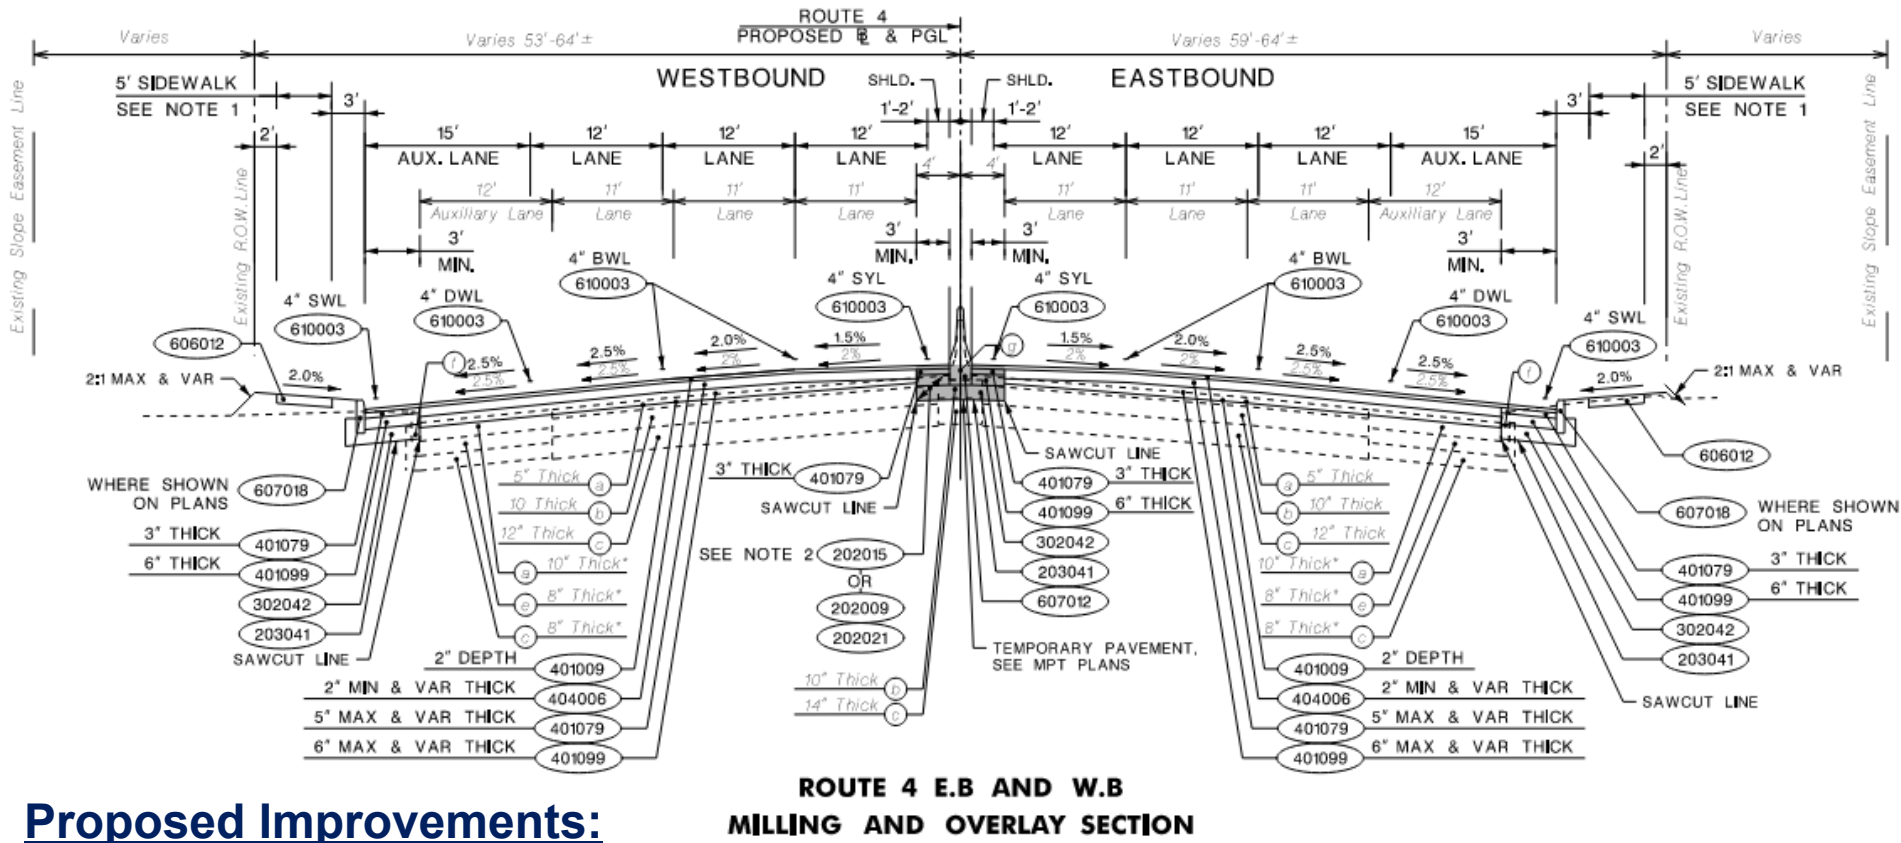 ROUTE 4
PROPOSED BL & PGL
Varies
Varies 53'-64'±
Varies 59'-64'±
Varies
5' SIDEWALK
SEE NOTE 1
WESTBOUND
SHLD.
SHLD.
EASTBOUND
5' SIDEWALK
SEE NOTE 1
3'
1'-2'
1'-2'
3'
2'
15'
12'
12'
12'
12'
12'
12'
15'
2'
AUX. LANE
LANE
LANE
LANE
LANE
LANE
LANE
AUX. LANE
4'
4'
12'
11'
11'
11'
11'
11'
11'
12'
Auxiliary Lane
Lane
Lane
Lane
Lane
Lane
Lane
Auxiliary Lane
Existing Slope Easement Line
Existing R.O.W. Line
Existing R.O.W. Line
Existing Slope Easement Line
3'
MIN.
3'
MIN.
3'
MIN.
3'
MIN.
4" SWL
610003
4" DWL
610003
4" BWL
610003
4" SYL
610003
4" SYL
610003
4" BWL
610003
4" DWL
610003
4" SWL
610003
606012
2:1 MAX & VAR
2.0%
f
2.5%
2.5%
2.5%
2.5%
2.0%
2%
1.5%
2%
g
1.5%
2%
2.0%
2%
2.5%
2.5%
2.5%
2.5%
f
2.0%
2:1 MAX & VAR
606012
WHERE SHOWN
ON PLANS
607018
3" THICK 401079
6" THICK 401099
302042
203041
SAWCUT LINE
5" Thick a
10 Thick b
12" Thick c
a 10" Thick*
e 8" Thick*
c 8" Thick*
2" DEPTH 401009
2" MIN & VAR THICK 404006
5" MAX & VAR THICK 401079
6" MAX & VAR THICK 401099
3" THICK 401079
SAWCUT LINE
SEE NOTE 2 202015
OR
202009
202021
10" Thick b
14" Thick c
SAWCUT LINE
401079 3" THICK
401099 6" THICK
302042
203041
607012
TEMPORARY PAVEMENT,
SEE MPT PLANS
a 5" Thick
b 10" Thick
c 12" Thick
10" Thick* a
8" Thick* e
8" Thick* c
401009 2" DEPTH
404006 2" MIN & VAR THICK
401079 5" MAX & VAR THICK
401099 6" MAX & VAR THICK
607018 WHERE SHOWN
ON PLANS
401079 3" THICK
401099 6" THICK
302042
203041
SAWCUT LINE
ROUTE 4 E.B AND W.B
MILLING AND OVERLAY SECTION
Proposed Improvements: